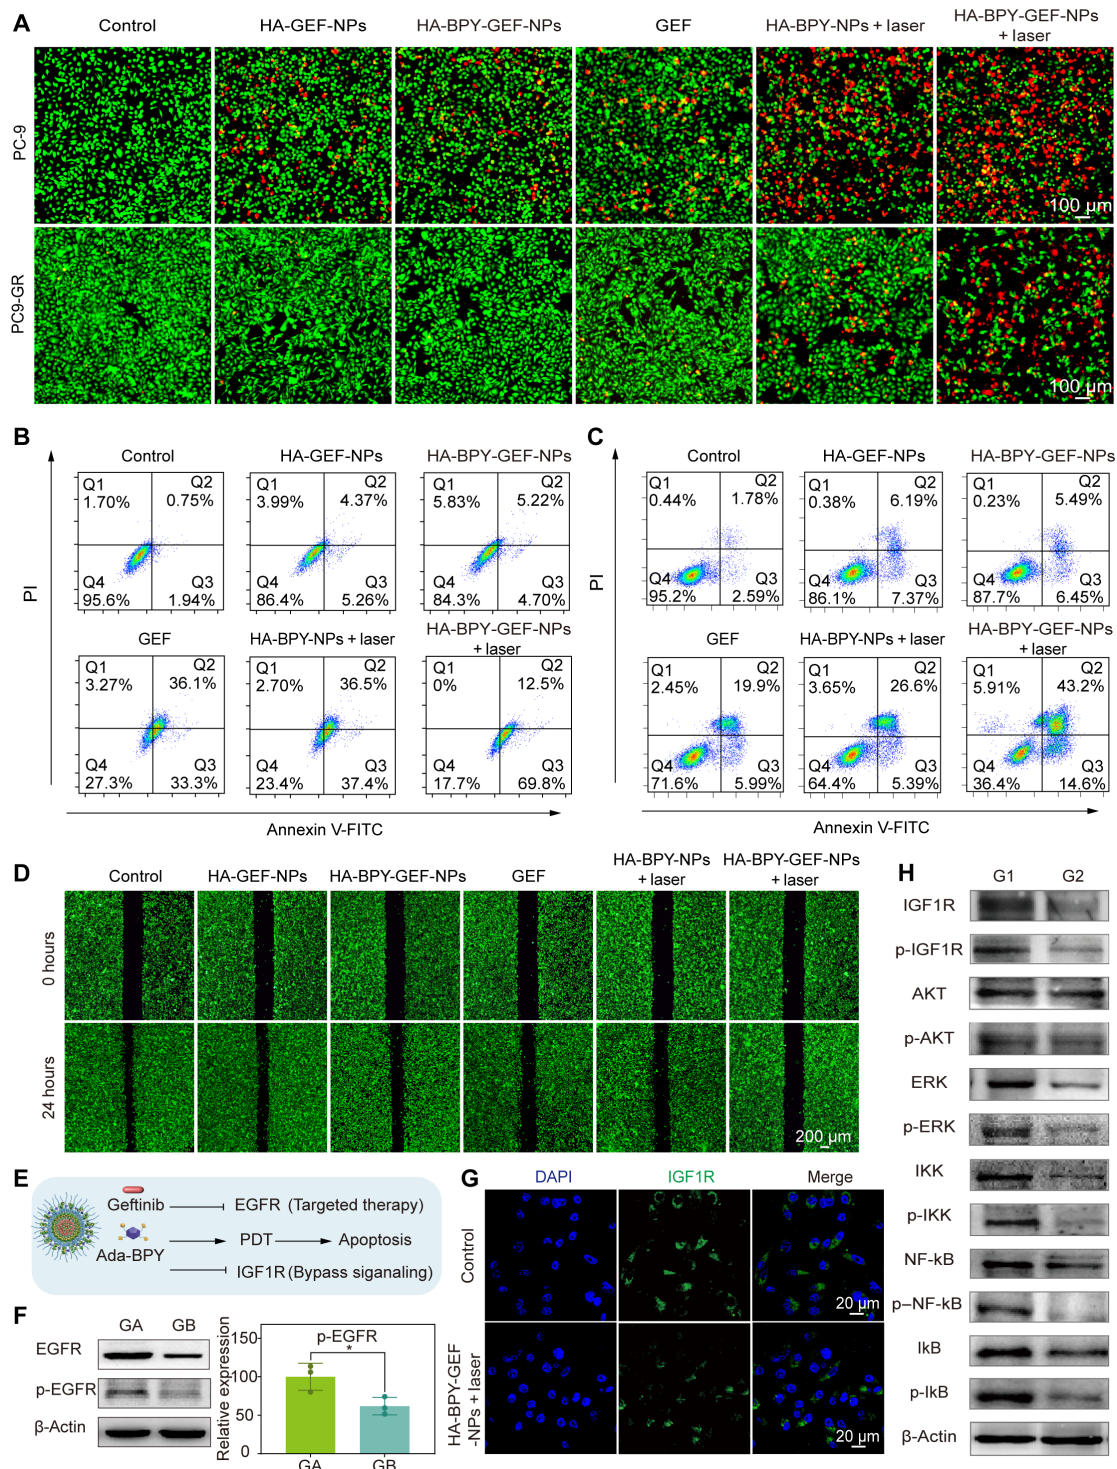 A
Control
HA-GEF-NPs
HA-BPY-GEF-NPs
GEF
HA-BPY-NPs + laser
HA-BPY-GEF-NPs
+ laser
PC-9
100 µm
PC9-GR
100 µm
B
PI
Control
HA-GEF-NPs
HA-BPY-GEF-NPs
Q1 Q2
1.70% 0.75%
Q4 Q3
95.6% 1.94%
Q1 Q2
3.99% 4.37%
Q4 Q3
86.4% 5.26%
Q1 Q2
5.83% 5.22%
Q4 Q3
84.3% 4.70%
GEF
HA-BPY-NPs + laser
HA-BPY-GEF-NPs
+ laser
Q1 Q2
3.27% 36.1%
Q4 Q3
27.3% 33.3%
Q1 Q2
2.70% 36.5%
Q4 Q3
23.4% 37.4%
Q1 Q2
0% 12.5%
Q4 Q3
17.7% 69.8%
Annexin V-FITC
C
PI
Control
HA-GEF-NPs
HA-BPY-GEF-NPs
Q1 Q2
0.44% 1.78%
Q4 Q3
95.2% 2.59%
Q1 Q2
0.38% 6.19%
Q4 Q3
86.1% 7.37%
Q1 Q2
0.23% 5.49%
Q4 Q3
87.7% 6.45%
GEF
HA-BPY-NPs + laser
HA-BPY-GEF-NPs
+ laser
Q1 Q2
2.45% 19.9%
Q4 Q3
71.6% 5.99%
Q1 Q2
3.65% 26.6%
Q4 Q3
64.4% 5.39%
Q1 Q2
5.91% 43.2%
Q4 Q3
36.4% 14.6%
Annexin V-FITC
D
Control
HA-GEF-NPs
HA-BPY-GEF-NPs
GEF
HA-BPY-NPs
+ laser
HA-BPY-GEF-NPs
+ laser
0 hours
24 hours
200 µm
E
Geftinib
EGFR (Targeted therapy)
Ada-BPY
PDT
Apoptosis
IGF1R (Bypass siganaling)
F
GA GB
EGFR
p-EGFR
β-Actin
Relative expression
150
100
50
0
p-EGFR
*
GA GB
G
DAPI
IGF1R
Merge
Control
20 µm
HA-BPY-GEF
-NPs + laser
20 µm
H
G1 G2
IGF1R
p-IGF1R
AKT
p-AKT
ERK
p-ERK
IKK
p-IKK
NF-kB
p–NF-kB
IkB
p-IkB
β-Actin